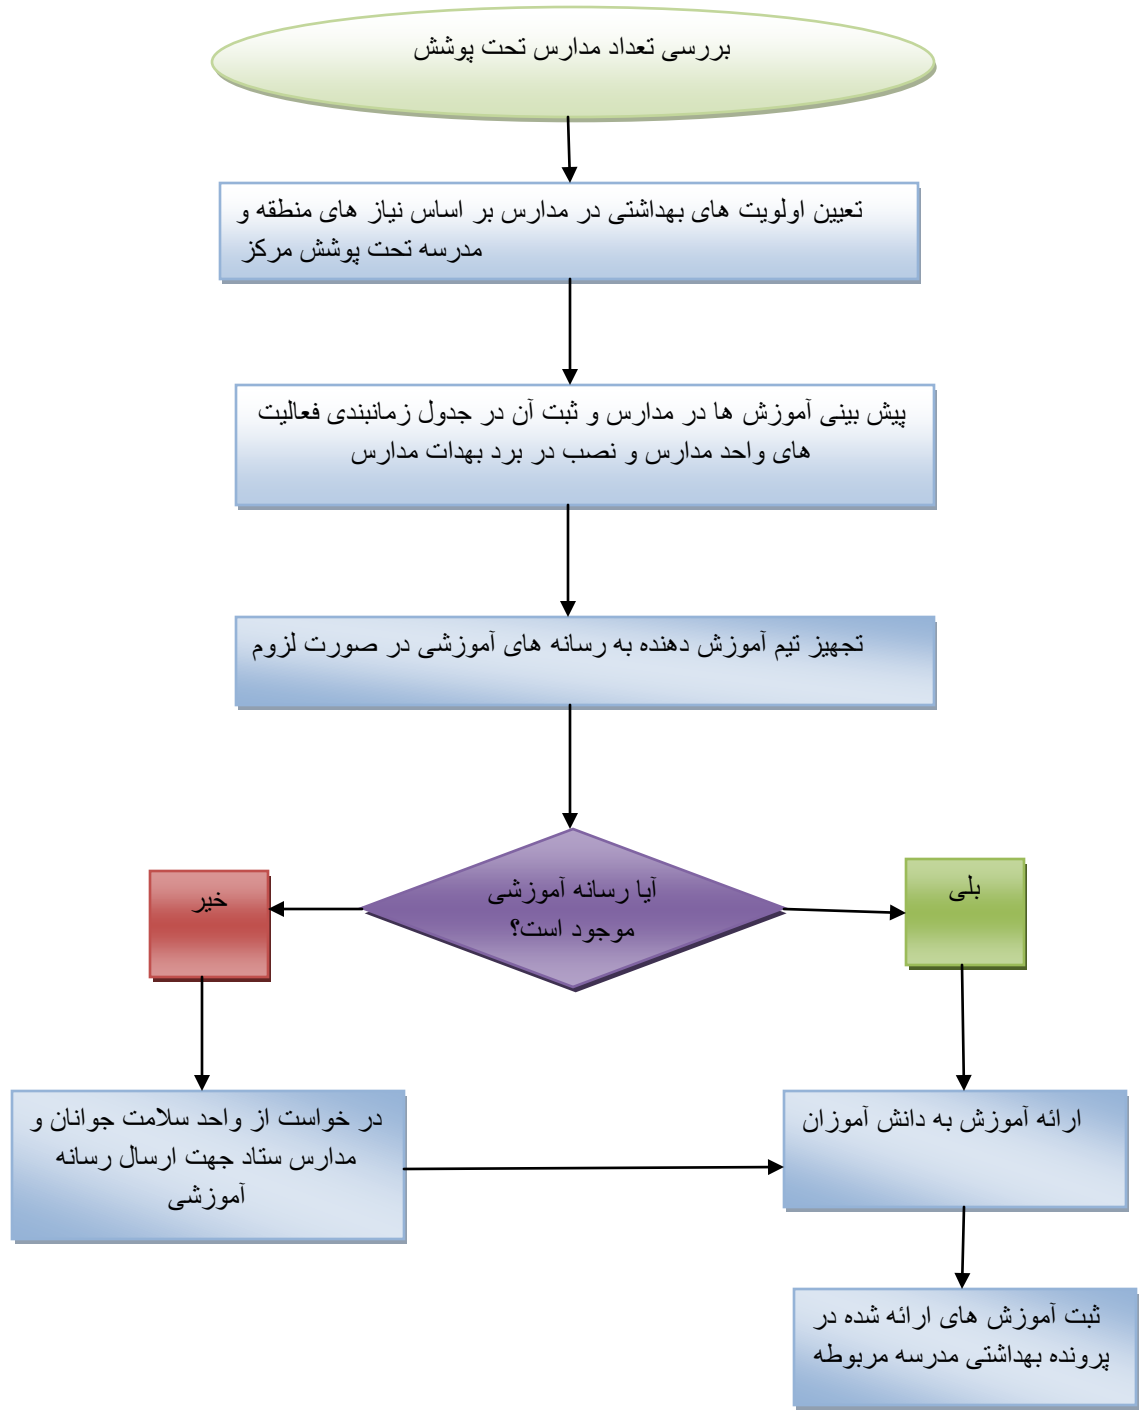 بررسی تعداد مدارس تحت پوشش
تعیین اولویت های بهداشتی در مدارس بر اساس نیاز های منطقه و
مدرسه تحت پوشش مرکز
پیش بینی آموزش ها در مدارس و ثبت آن در جدول زمانبندی فعالیت
های واحد مدارس و نصب در برد بهدات مدارس
تجهیز تیم آموزش دهنده به رسانه های آموزشی در صورت لزوم
آیا رسانه آموزشی
موجود است؟
بلی
خیر
ارائه آموزش به دانش آموزان
در خواست از واحد سلامت جوانان و
مدارس ستاد جهت ارسال رسانه
آموزشی
ثبت آموزش های ارائه شده در
پرونده بهداشتی مدرسه مربوطه